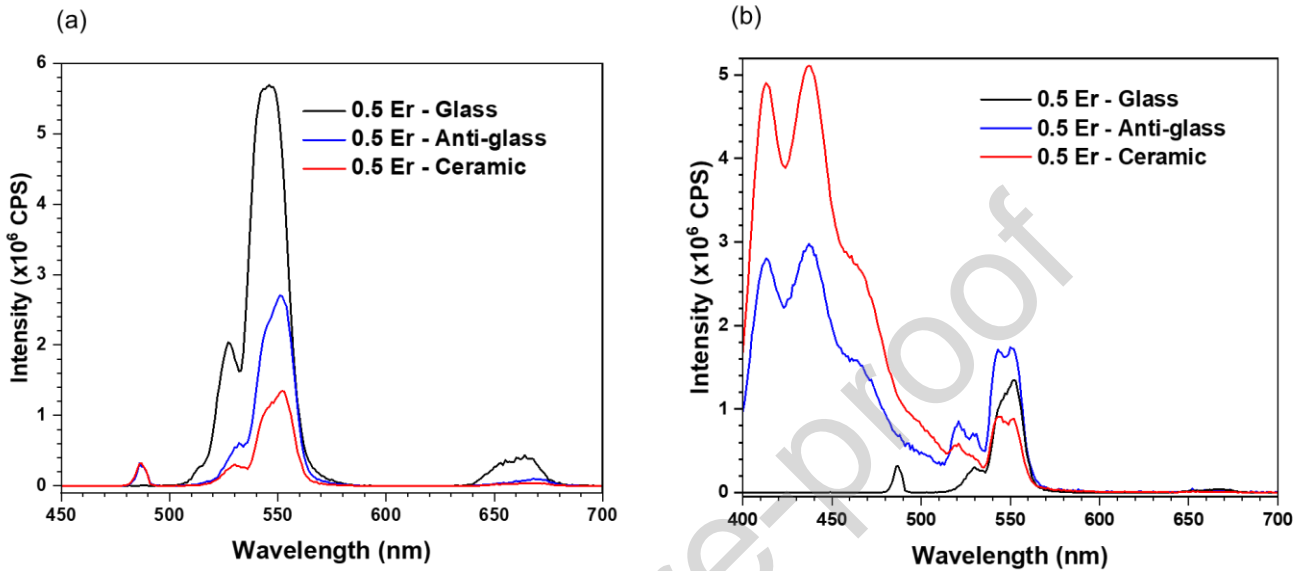 (a)
Intensity (x10⁶ CPS)
6
5
4
3
2
1
0
0.5 Er - Glass
0.5 Er - Anti-glass
0.5 Er - Ceramic
450 500 550 600 650 700
Wavelength (nm)
(b)
Intensity (x10⁶ CPS)
5
4
3
2
1
0
0.5 Er - Glass
0.5 Er - Anti-glass
0.5 Er - Ceramic
400 450 500 550 600 650 700
Wavelength (nm)
re-proof